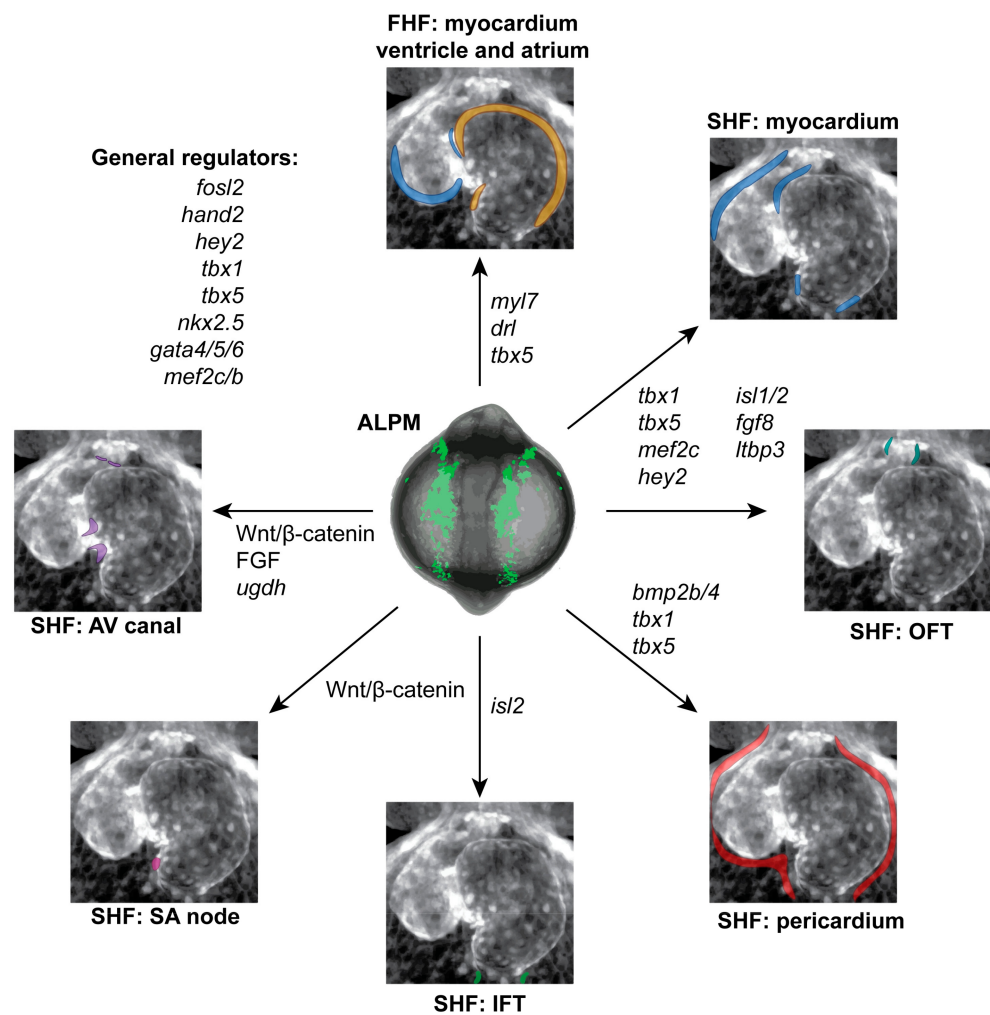 FHF: myocardium
ventricle and atrium
SHF: myocardium
General regulators:
fosl2
hand2
hey2
tbx1
tbx5
nkx2.5
gata4/5/6
mef2c/b
myl7
drl
tbx5
ALPM
tbx1
tbx5
mef2c
hey2
isl1/2
fgf8
ltbp3
Wnt/β-catenin
FGF
ugdh
SHF: AV canal
SHF: OFT
bmp2b/4
tbx1
tbx5
Wnt/β-catenin
isl2
SHF: SA node
SHF: pericardium
SHF: IFT